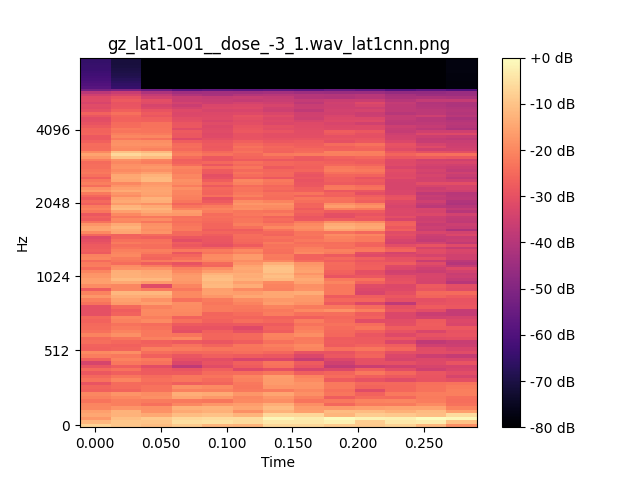 gz_lat1-001__dose_-3_1.wav_lat1cnn.png
+0 dB
4096
-10 dB
-20 dB
2048
-30 dB
Hz
-40 dB
1024
-50 dB
-60 dB
512
-70 dB
0
-80 dB
0.000 0.050 0.100 0.150 0.200 0.250
Time